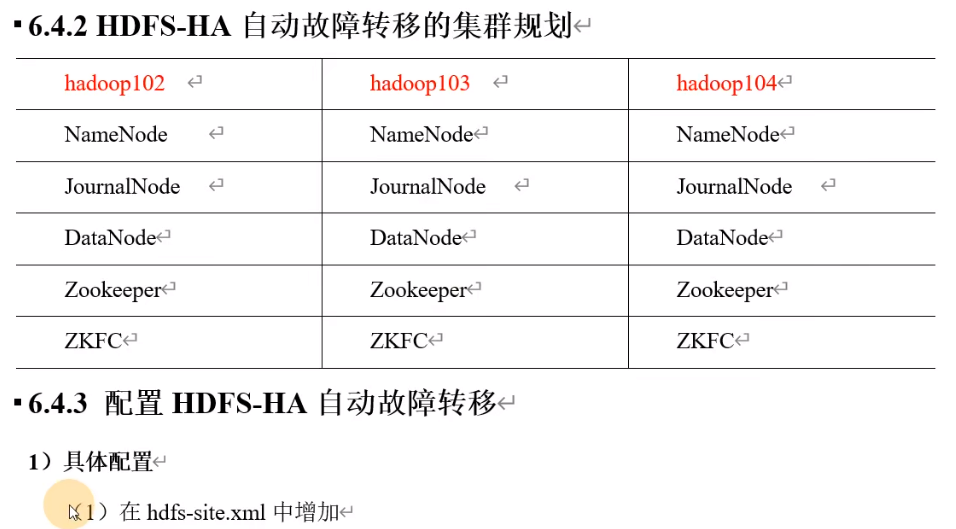 6.4.2 HDFS-HA 自动故障转移的集群规划
hadoop102 hadoop103 hadoop104
NameNode NameNode NameNode
JournalNode JournalNode JournalNode
DataNode DataNode DataNode
Zookeeper Zookeeper Zookeeper
ZKFC ZKFC ZKFC
6.4.3 配置 HDFS-HA 自动故障转移
1）具体配置
（1）在 hdfs-site.xml 中增加